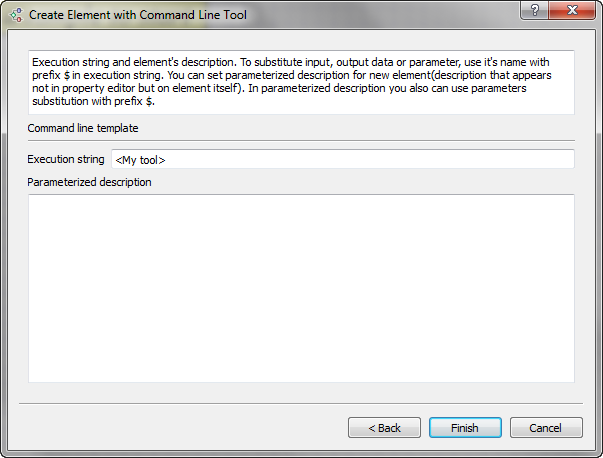 Create Element with Command Line Tool
?
Execution string and element's description. To substitute input, output data or parameter, use it's name with
prefix $ in execution string. You can set parameterized description for new element(description that appears
not in property editor but on element itself). In parameterized description you also can use parameters
substitution with prefix $.
Command line template
Execution string <My tool>
Parameterized description
< Back Finish Cancel